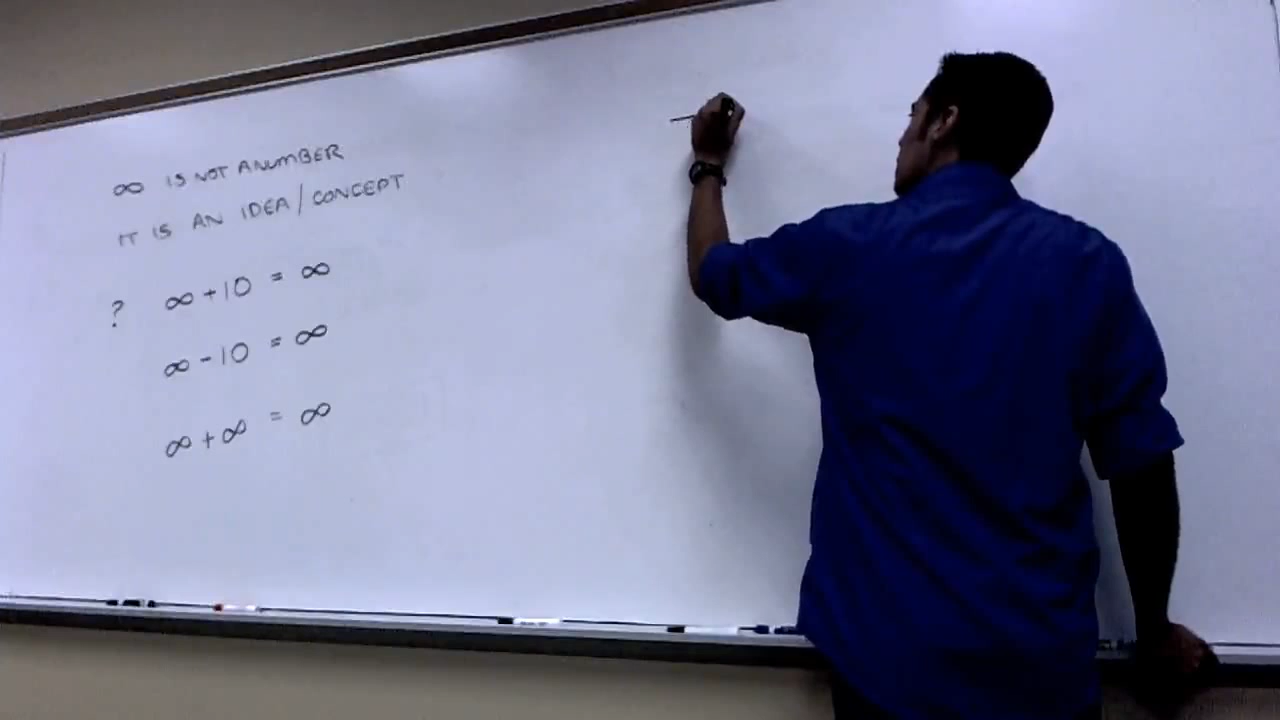 ∞ IS NOT A NUMBER
IT IS AN IDEA/CONCEPT
? ∞ + 10 = ∞
∞ - 10 = ∞
∞ + ∞ = ∞